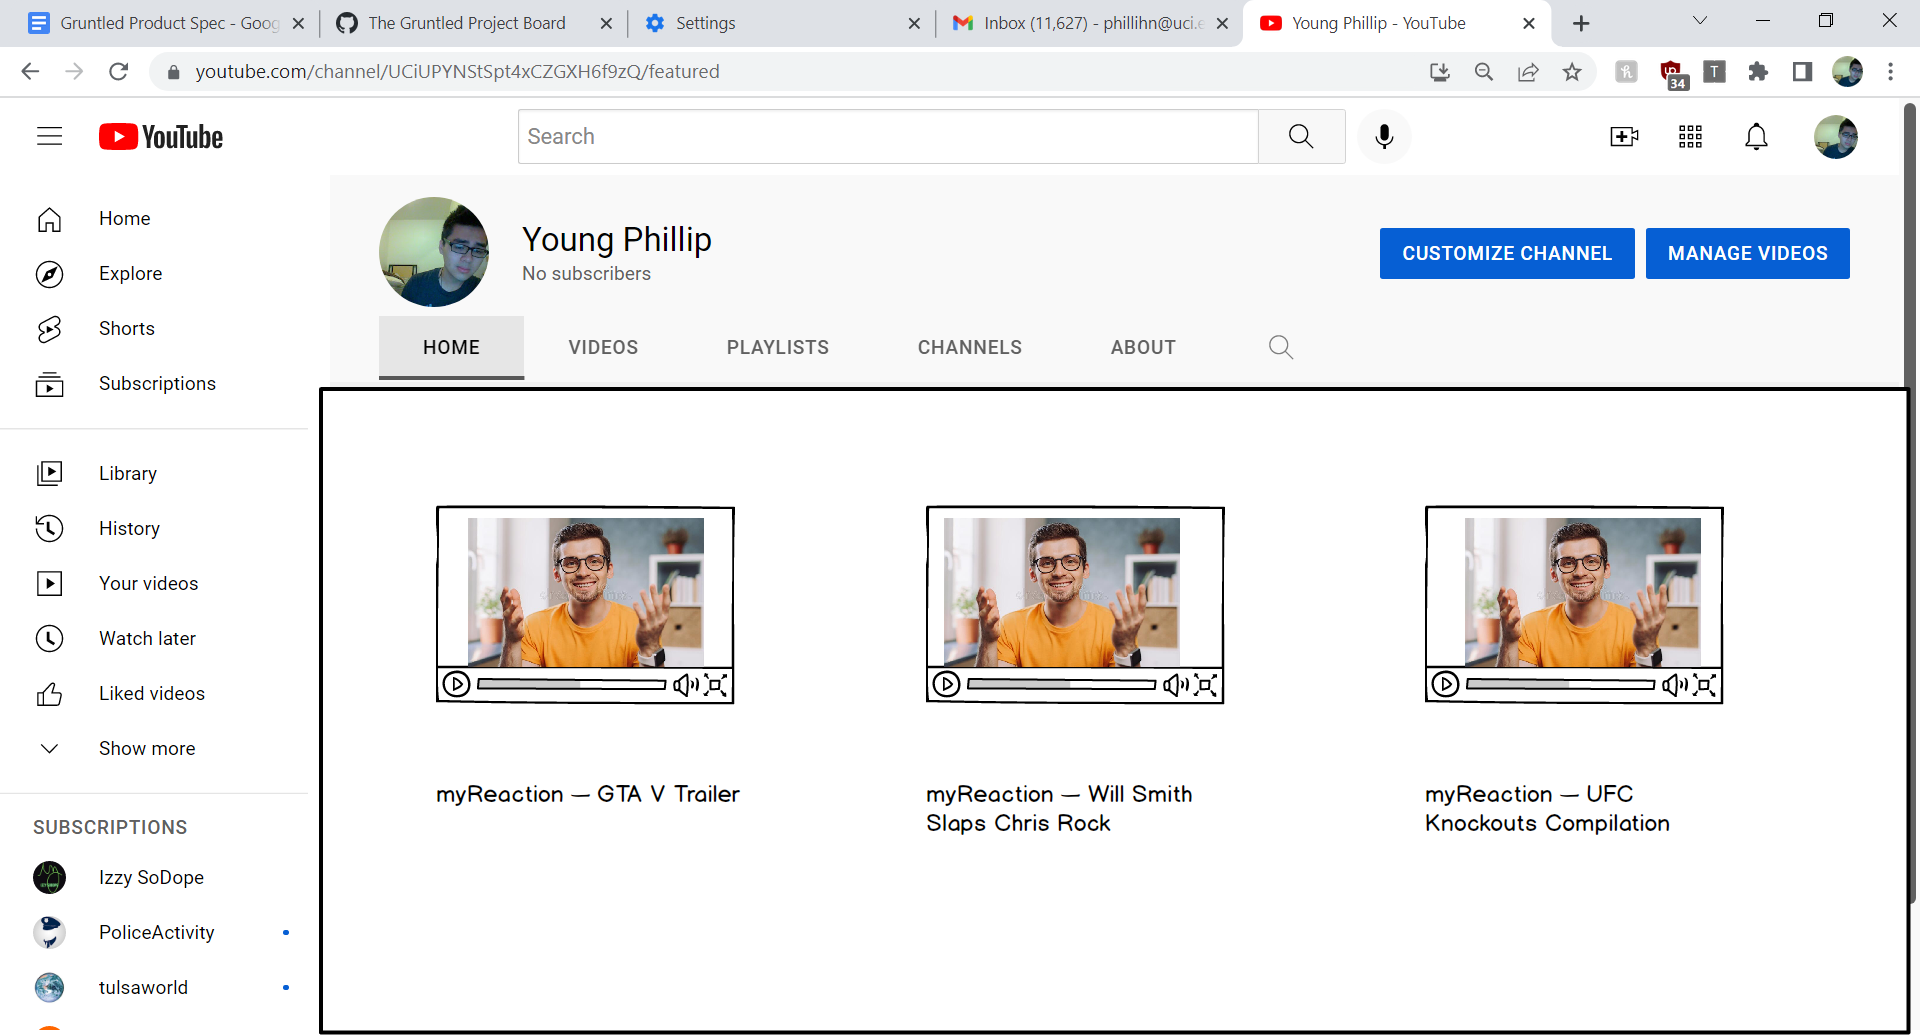 Gruntled Product Spec - Goog
The Gruntled Project Board
Settings
Inbox (11,627) - phillihn@uci.e
Young Phillip - YouTube
youtube.com/channel/UCiUPYNStSpt4xCZGXH6f9zQ/featured
34
T
YouTube
Search
Home
Explore
Shorts
Subscriptions
Library
History
Your videos
Watch later
Liked videos
Show more
SUBSCRIPTIONS
Izzy SoDope
PoliceActivity
tulsaworld
Young Phillip
No subscribers
CUSTOMIZE CHANNEL
MANAGE VIDEOS
HOME
VIDEOS
PLAYLISTS
CHANNELS
ABOUT
myReaction – GTA V Trailer
myReaction – Will Smith
Slaps Chris Rock
myReaction – UFC
Knockouts Compilation